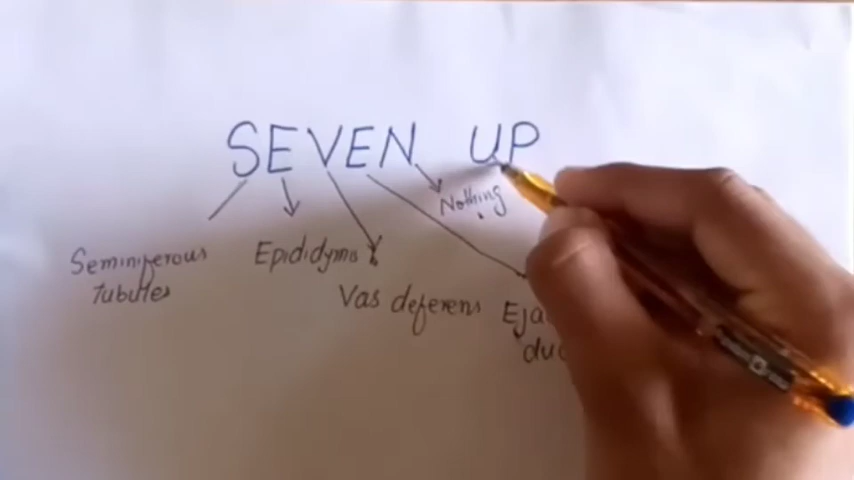 SEVEN UP
Nothing
Seminiferous
Tubules
Epididymis
Vas deferens